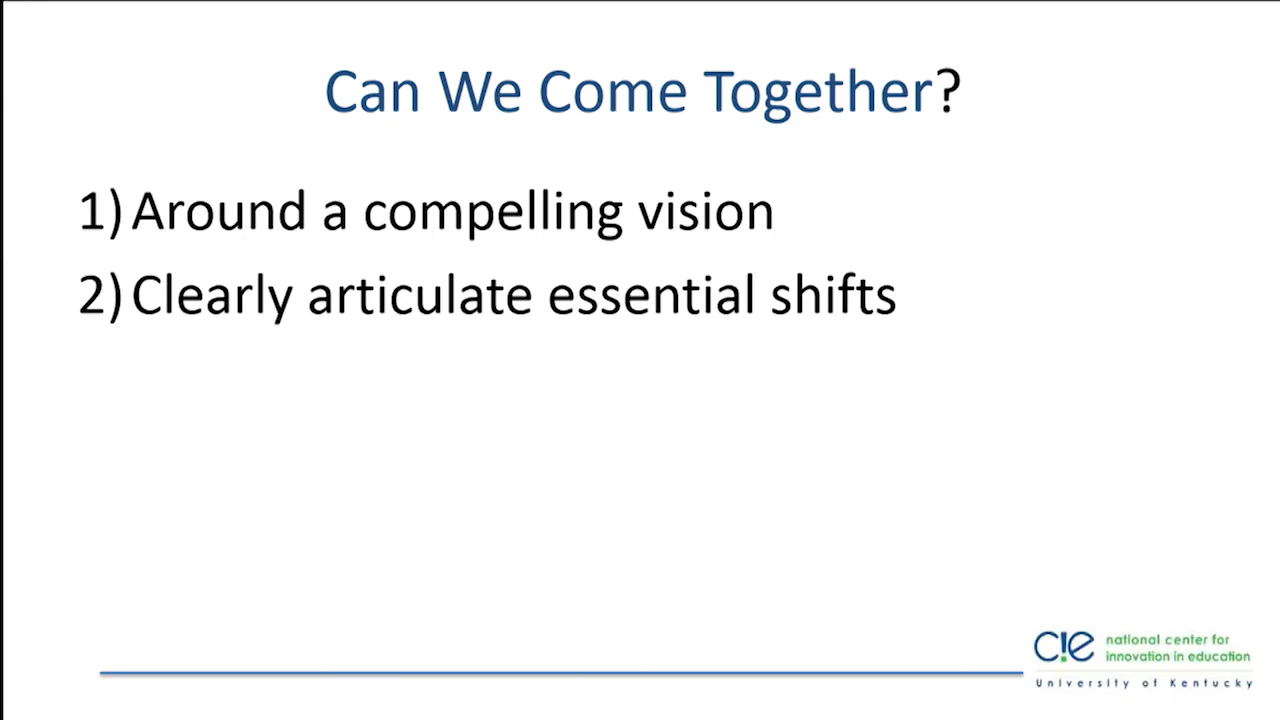 Can We Come Together?
1) Around a compelling vision
2) Clearly articulate essential shifts
c!e national center for
innovation in education
University of Kentucky